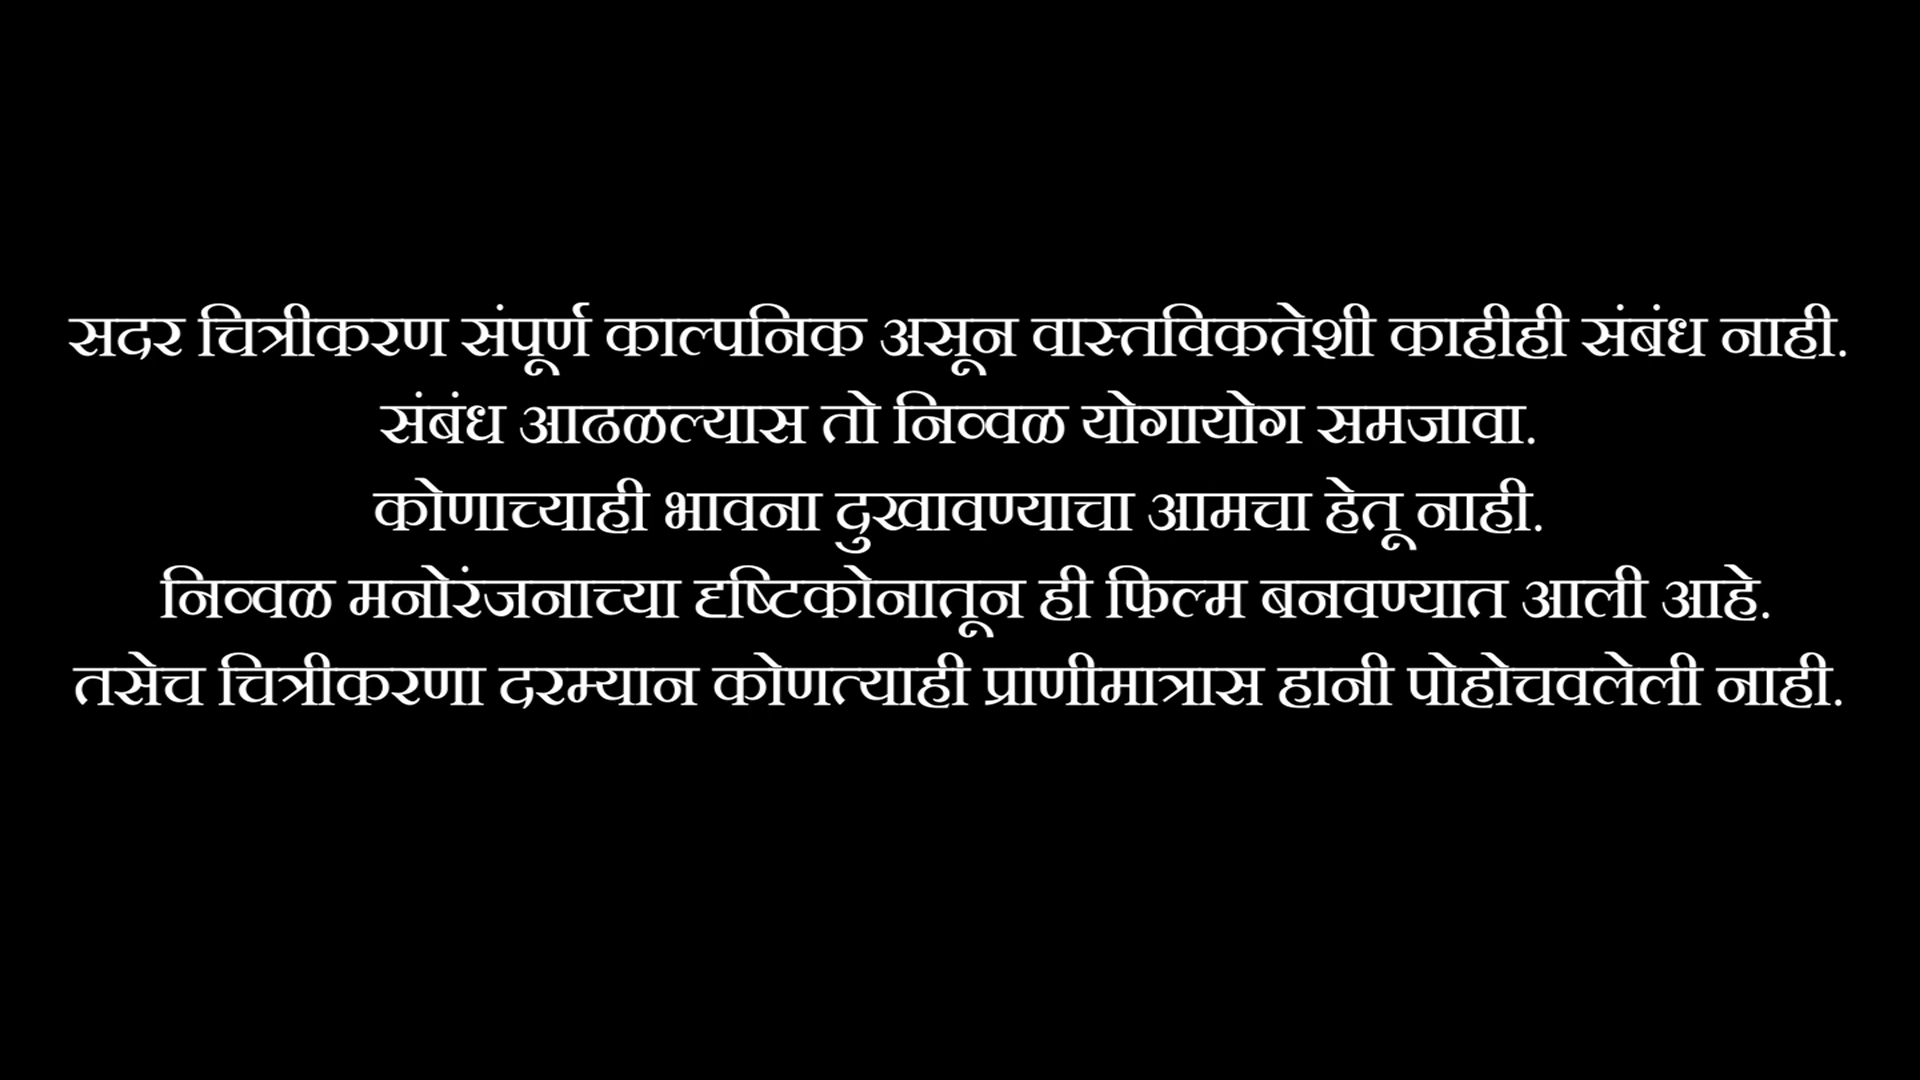 सदर चित्रीकरण संपूर्ण काल्पनिक असून वास्तविकतेशी काहीही संबंध नाही.
संबंध आढळल्यास तो निव्वळ योगायोग समजावा.
कोणाच्याही भावना दुखावण्याचा आमचा हेतू नाही.
निव्वळ मनोरंजनाच्या दृष्टिकोनातून ही फिल्म बनवण्यात आली आहे.
तसेच चित्रीकरणा दरम्यान कोणत्याही प्राणीमात्रास हानी पोहोचवलेली नाही.